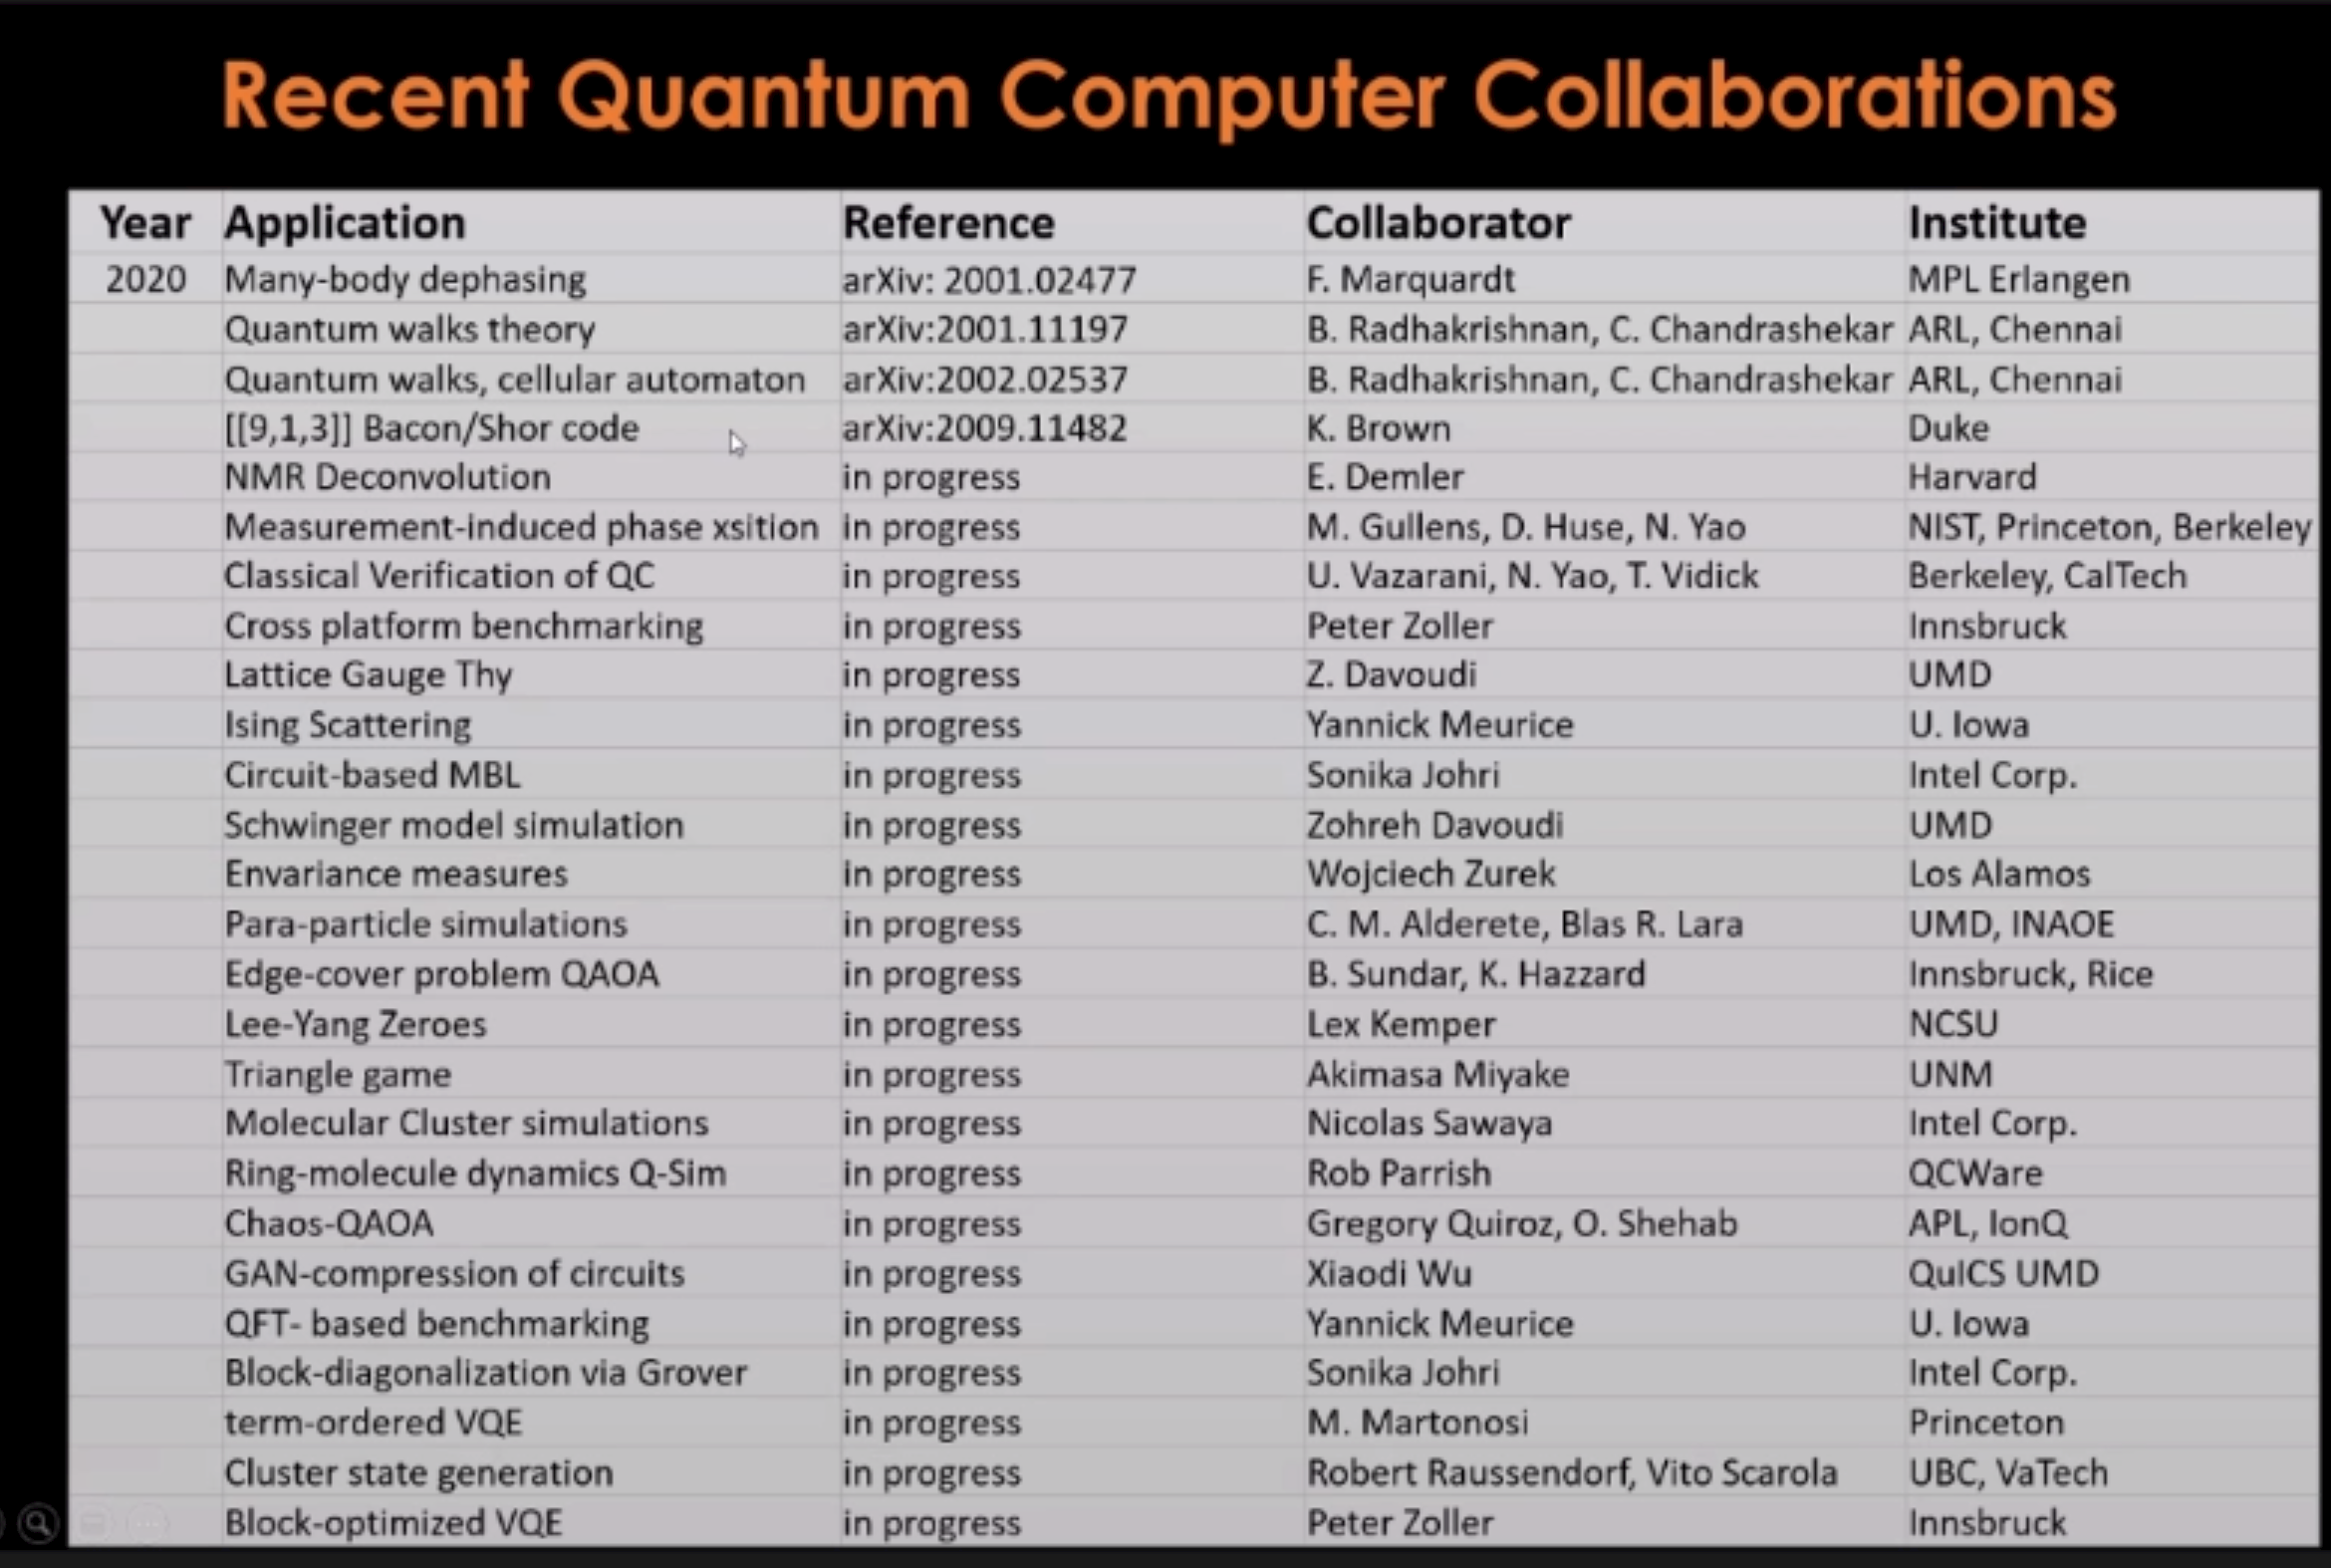 Recent Quantum Computer Collaborations
Year Application Reference Collaborator Institute
2020 Many-body dephasing arXiv: 2001.02477 F. Marquardt MPL Erlangen
Quantum walks theory arXiv:2001.11197 B. Radhakrishnan, C. Chandrashekar ARL, Chennai
Quantum walks, cellular automaton arXiv:2002.02537 B. Radhakrishnan, C. Chandrashekar ARL, Chennai
[[9,1,3]] Bacon/Shor code arXiv:2009.11482 K. Brown Duke
NMR Deconvolution in progress E. Demler Harvard
Measurement-induced phase xsition in progress M. Gullens, D. Huse, N. Yao NIST, Princeton, Berkeley
Classical Verification of QC in progress U. Vazarani, N. Yao, T. Vidick Berkeley, CalTech
Cross platform benchmarking in progress Peter Zoller Innsbruck
Lattice Gauge Thy in progress Z. Davoudi UMD
Ising Scattering in progress Yannick Meurice U. Iowa
Circuit-based MBL in progress Sonika Johri Intel Corp.
Schwinger model simulation in progress Zohreh Davoudi UMD
Envariance measures in progress Wojciech Zurek Los Alamos
Para-particle simulations in progress C. M. Alderete, Blas R. Lara UMD, INAOE
Edge-cover problem QAOA in progress B. Sundar, K. Hazzard Innsbruck, Rice
Lee-Yang Zeroes in progress Lex Kemper NCSU
Triangle game in progress Akimasa Miyake UNM
Molecular Cluster simulations in progress Nicolas Sawaya Intel Corp.
Ring-molecule dynamics Q-Sim in progress Rob Parrish QCWare
Chaos-QAOA in progress Gregory Quiroz, O. Shehab APL, IonQ
GAN-compression of circuits in progress Xiaodi Wu QuICS UMD
QFT- based benchmarking in progress Yannick Meurice U. Iowa
Block-diagonalization via Grover in progress Sonika Johri Intel Corp.
term-ordered VQE in progress M. Martonosi Princeton
Cluster state generation in progress Robert Raussendorf, Vito Scarola UBC, VaTech
Block-optimized VQE in progress Peter Zoller Innsbruck